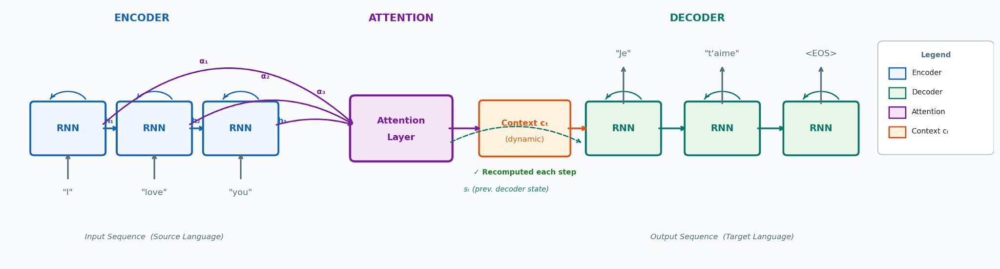 ENCODER
ATTENTION
DECODER
"Je"
"t'aime"
<EOS>
Legend
Encoder
Decoder
Attention
Context cₜ
α₁
α₂
α₃
h₁
h₂
h₃
RNN
RNN
RNN
Attention
Layer
Context cₜ
(dynamic)
RNN
RNN
RNN
✓ Recomputed each step
sₜ (prev. decoder state)
"I"
"love"
"you"
Input Sequence (Source Language)
Output Sequence (Target Language)